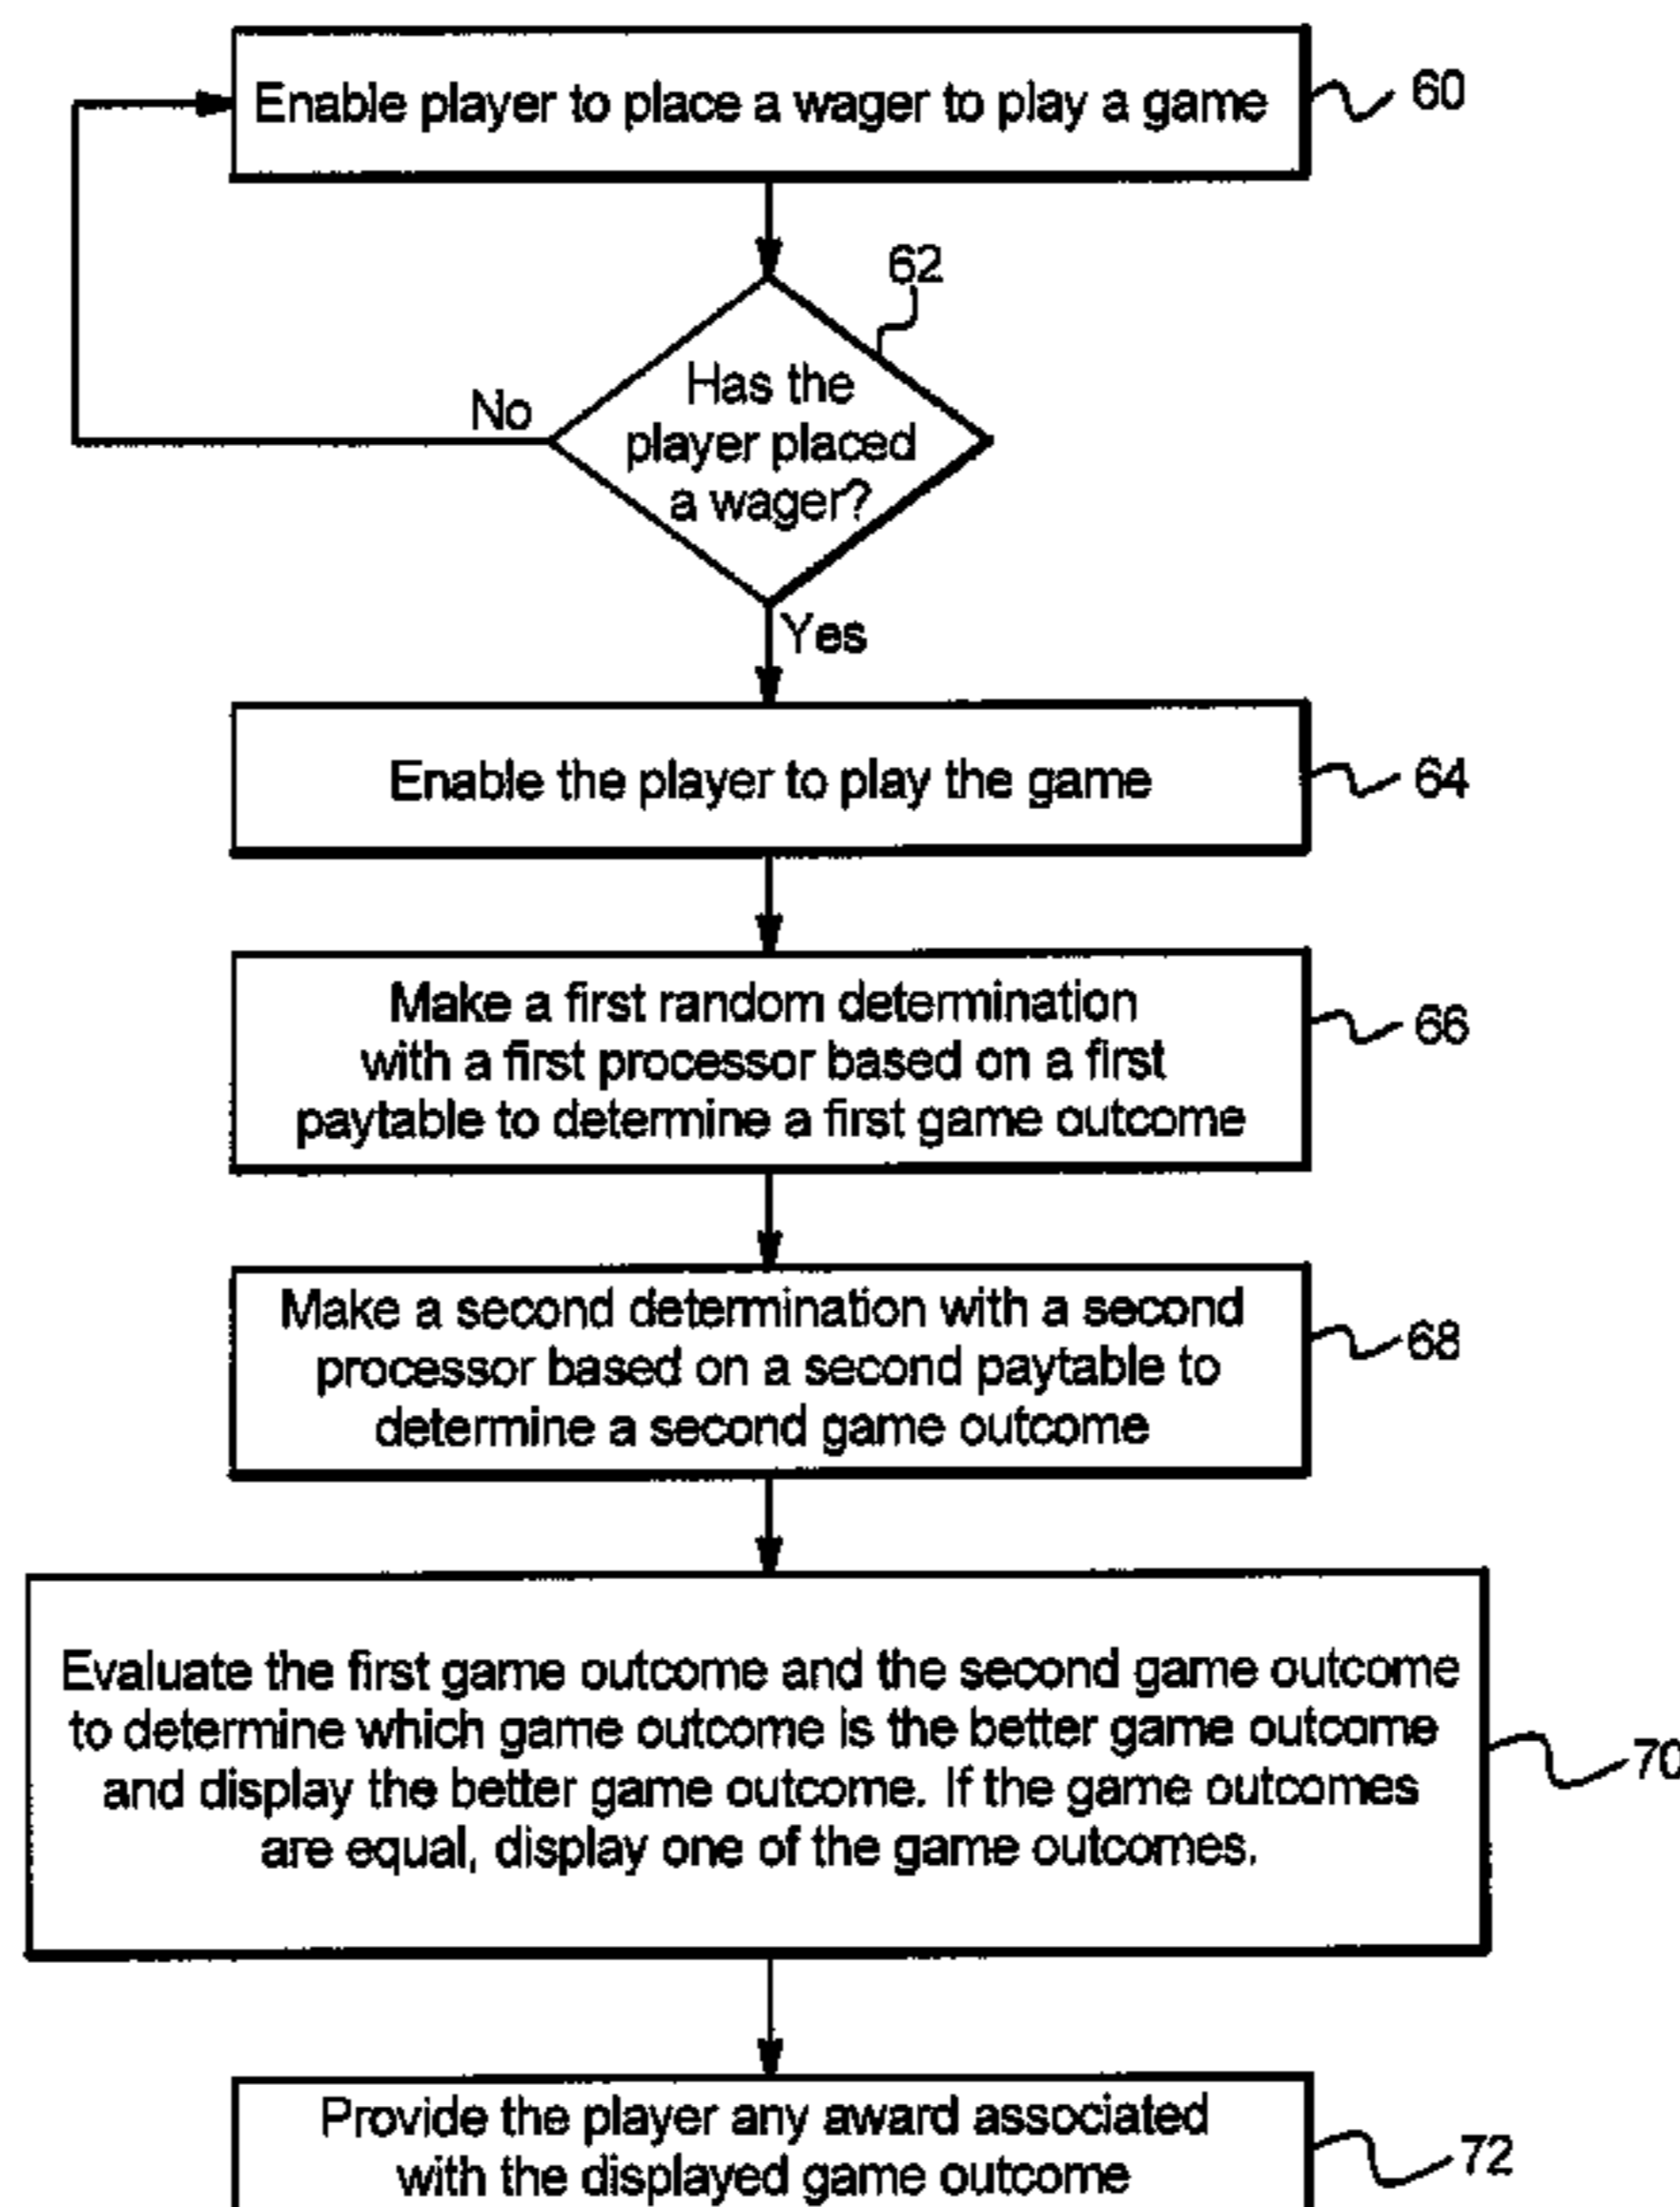 Enable player to place a wager to play a game
60
62
Has the
player placed
a wager?
No
Yes
Enable the player to play the game
64
Make a first random determination
with a first processor based on a first
paytable to determine a first game outcome
66
Make a second determination with a second
processor based on a second paytable to
determine a second game outcome
68
Evaluate the first game outcome and the second game outcome
to determine which game outcome is the better game outcome
and display the better game outcome. If the game outcomes
are equal, display one of the game outcomes.
70
Provide the player any award associated
with the displayed game outcome
72